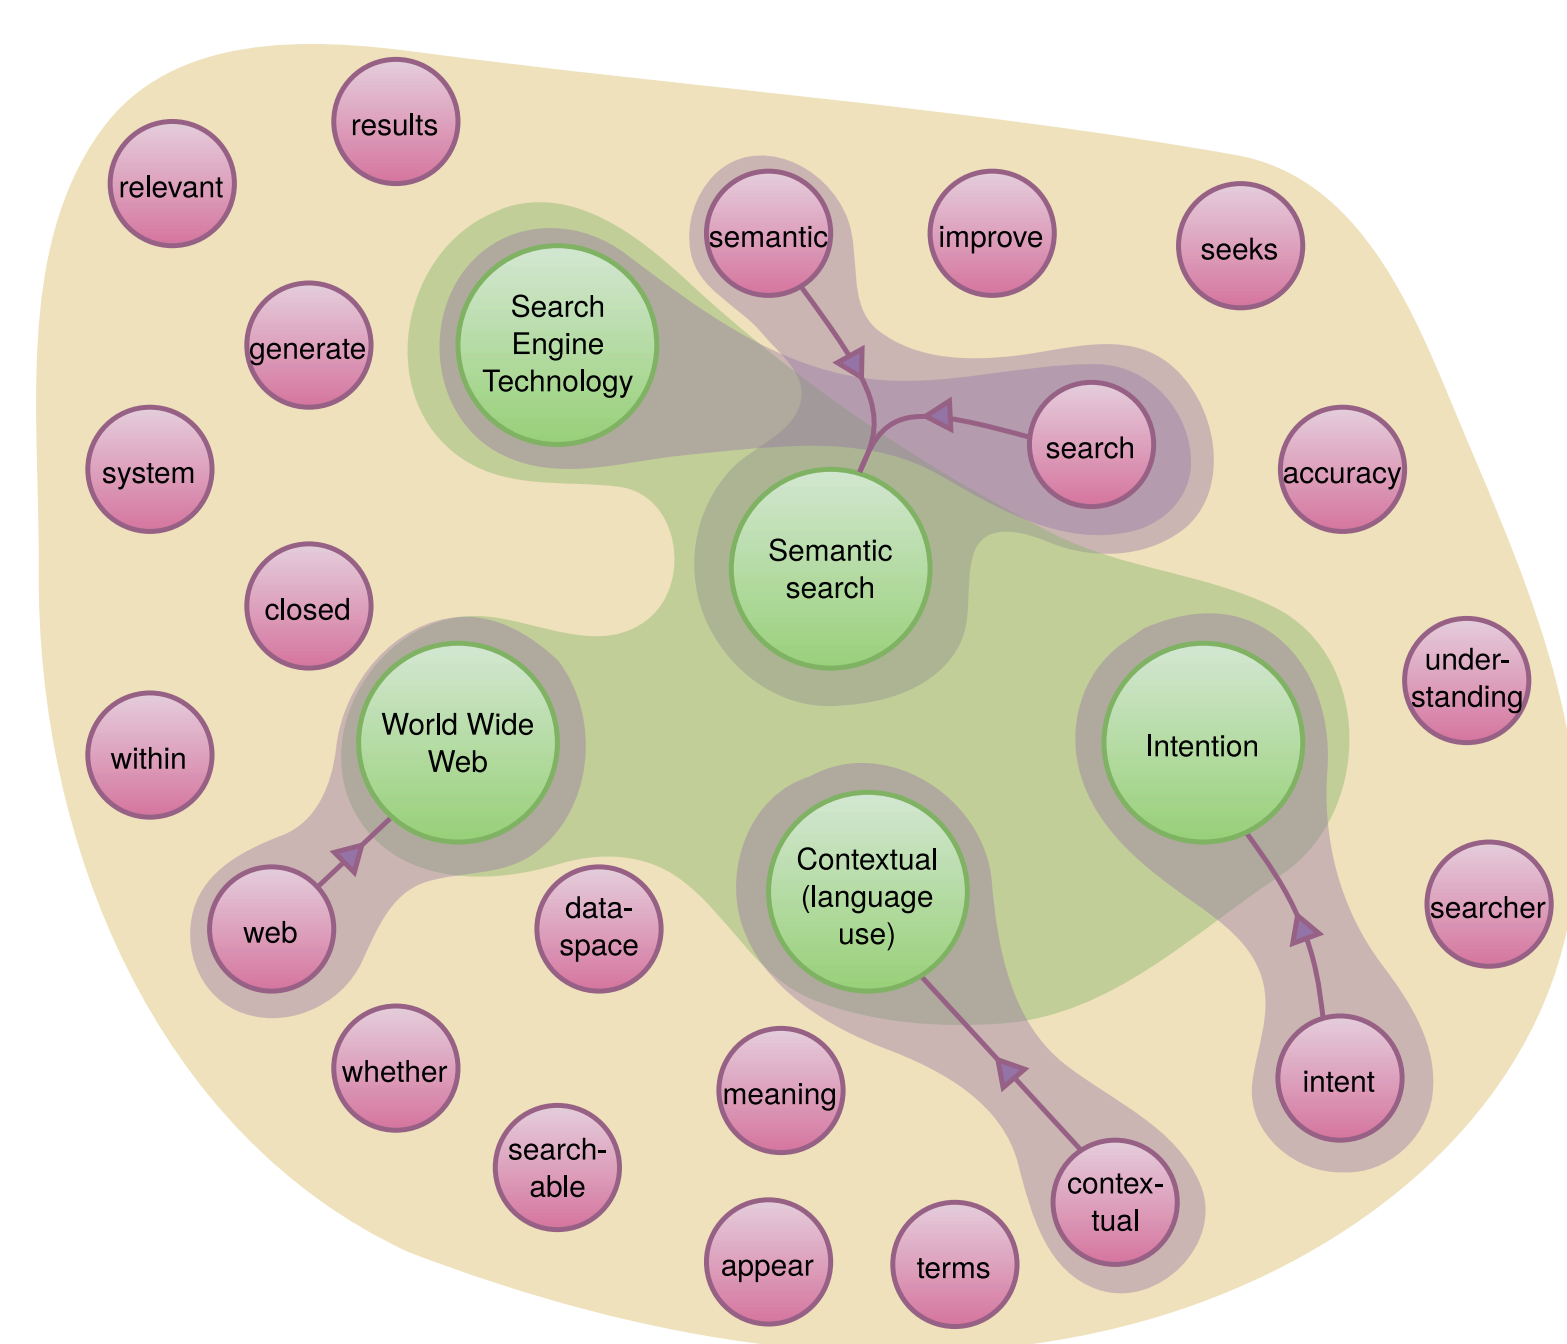 results
relevant
semantic
improve
seeks
Search
Engine
Technology
generate
search
system
accuracy
Semantic
search
closed
under-
standing
World Wide
Web
Intention
within
Contextual
(language
use)
searcher
web
data-
space
whether
meaning
intent
search-
able
contex-
tual
appear
terms